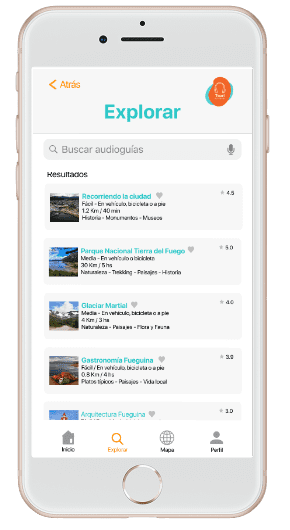 Atrás
Explorar
Buscar audioguías
Resultados
Recorriendo la ciudad
4.5
Fácil - En vehículo, bicicleta o a pie
1.2 Km / 40 min
Historia - Monumentos - Museos
Parque Nacional Tierra del Fuego
5.0
Media - En vehículo o bicicleta
30 Km / 5 hs
Naturaleza - Trekking - Paisajes - Historia
Glaciar Martial
4.0
Media - En vehículo, bicicleta o a pie
4 Km / 3 hs
Naturaleza - Paisajes - Flora y Fauna
Gastronomía Fueguina
3.9
Fácil - En vehículo, bicicleta o a pie
0.8 Km / 4 hs
Platos típicos - Paisajes - Vida local
Arquitectura Fueguina
3.0
Inicio
Explorar
Mapa
Perfil